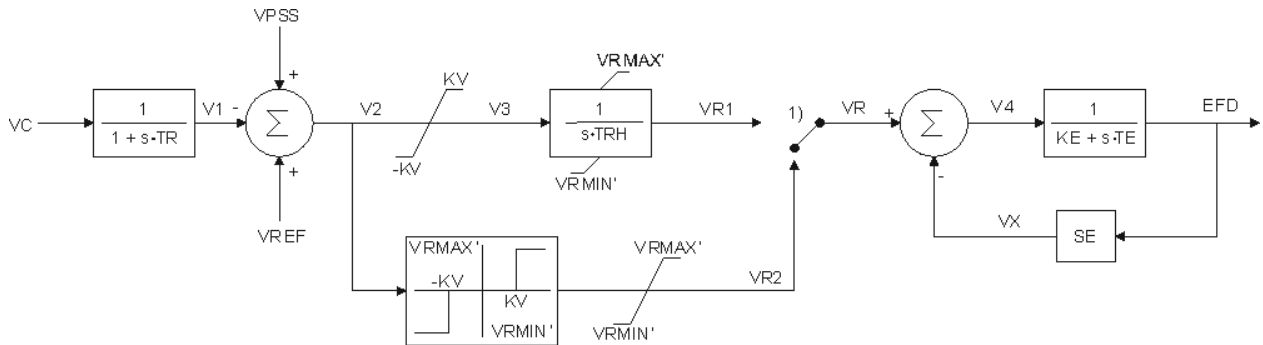 VPSS
+
VC
1
1 + s·TR
V1
-
Σ
+
VREF
V2
KV
-KV
V3
VRMAX'
1
s·TRH
VRMIN'
VR1
1)
VR
+
Σ
-
V4
1
KE + s·TE
EFD
VX
SE
VRMAX'
-KV
KV
VRMIN'
VRMAX'
VRMIN'
VR2